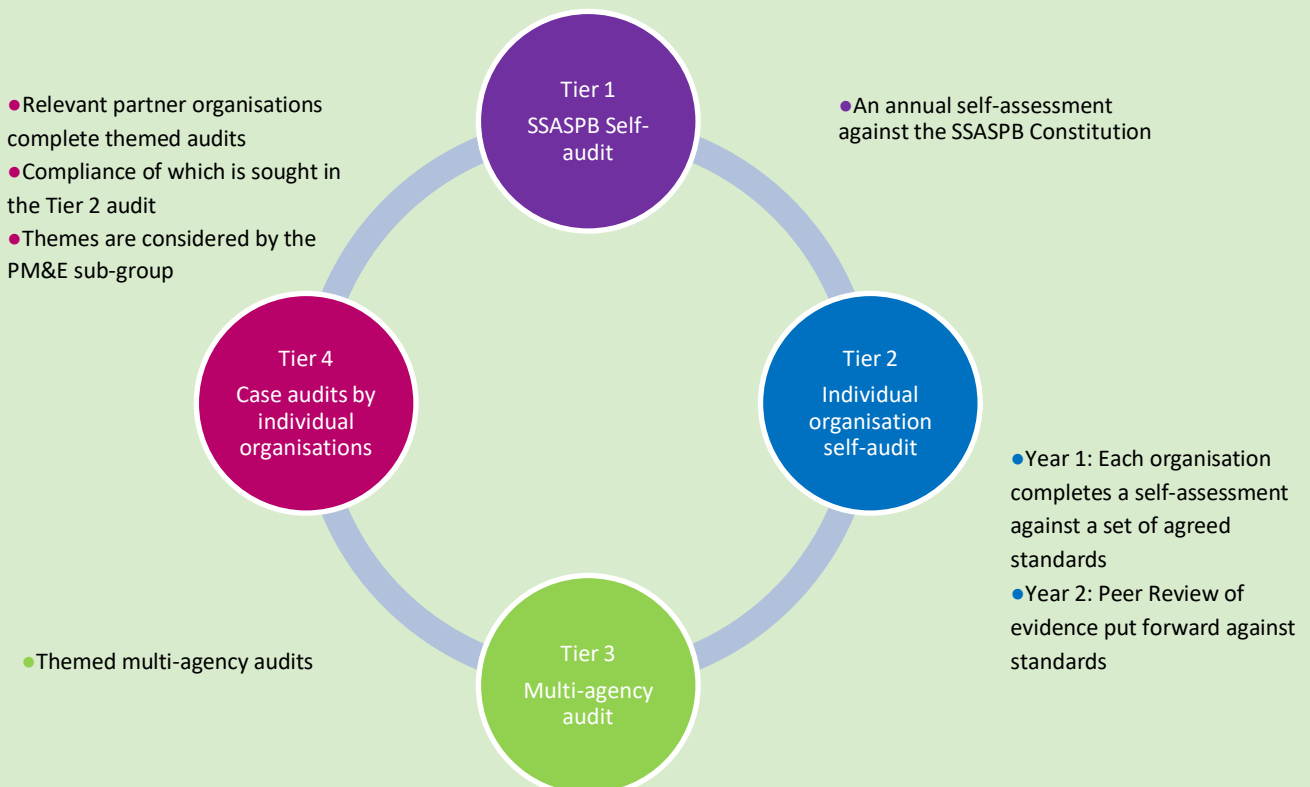 Tier 1
SSASPB Self-
audit
●An annual self-assessment
against the SSASPB Constitution
●Relevant partner organisations
complete themed audits
●Compliance of which is sought in
the Tier 2 audit
●Themes are considered by the
PM&E sub-group
Tier 4
Case audits by
individual
organisations
Tier 2
Individual
organisation
self-audit
●Year 1: Each organisation
completes a self-assessment
against a set of agreed
standards
●Year 2: Peer Review of
evidence put forward against
standards
●Themed multi-agency audits
Tier 3
Multi-agency
audit